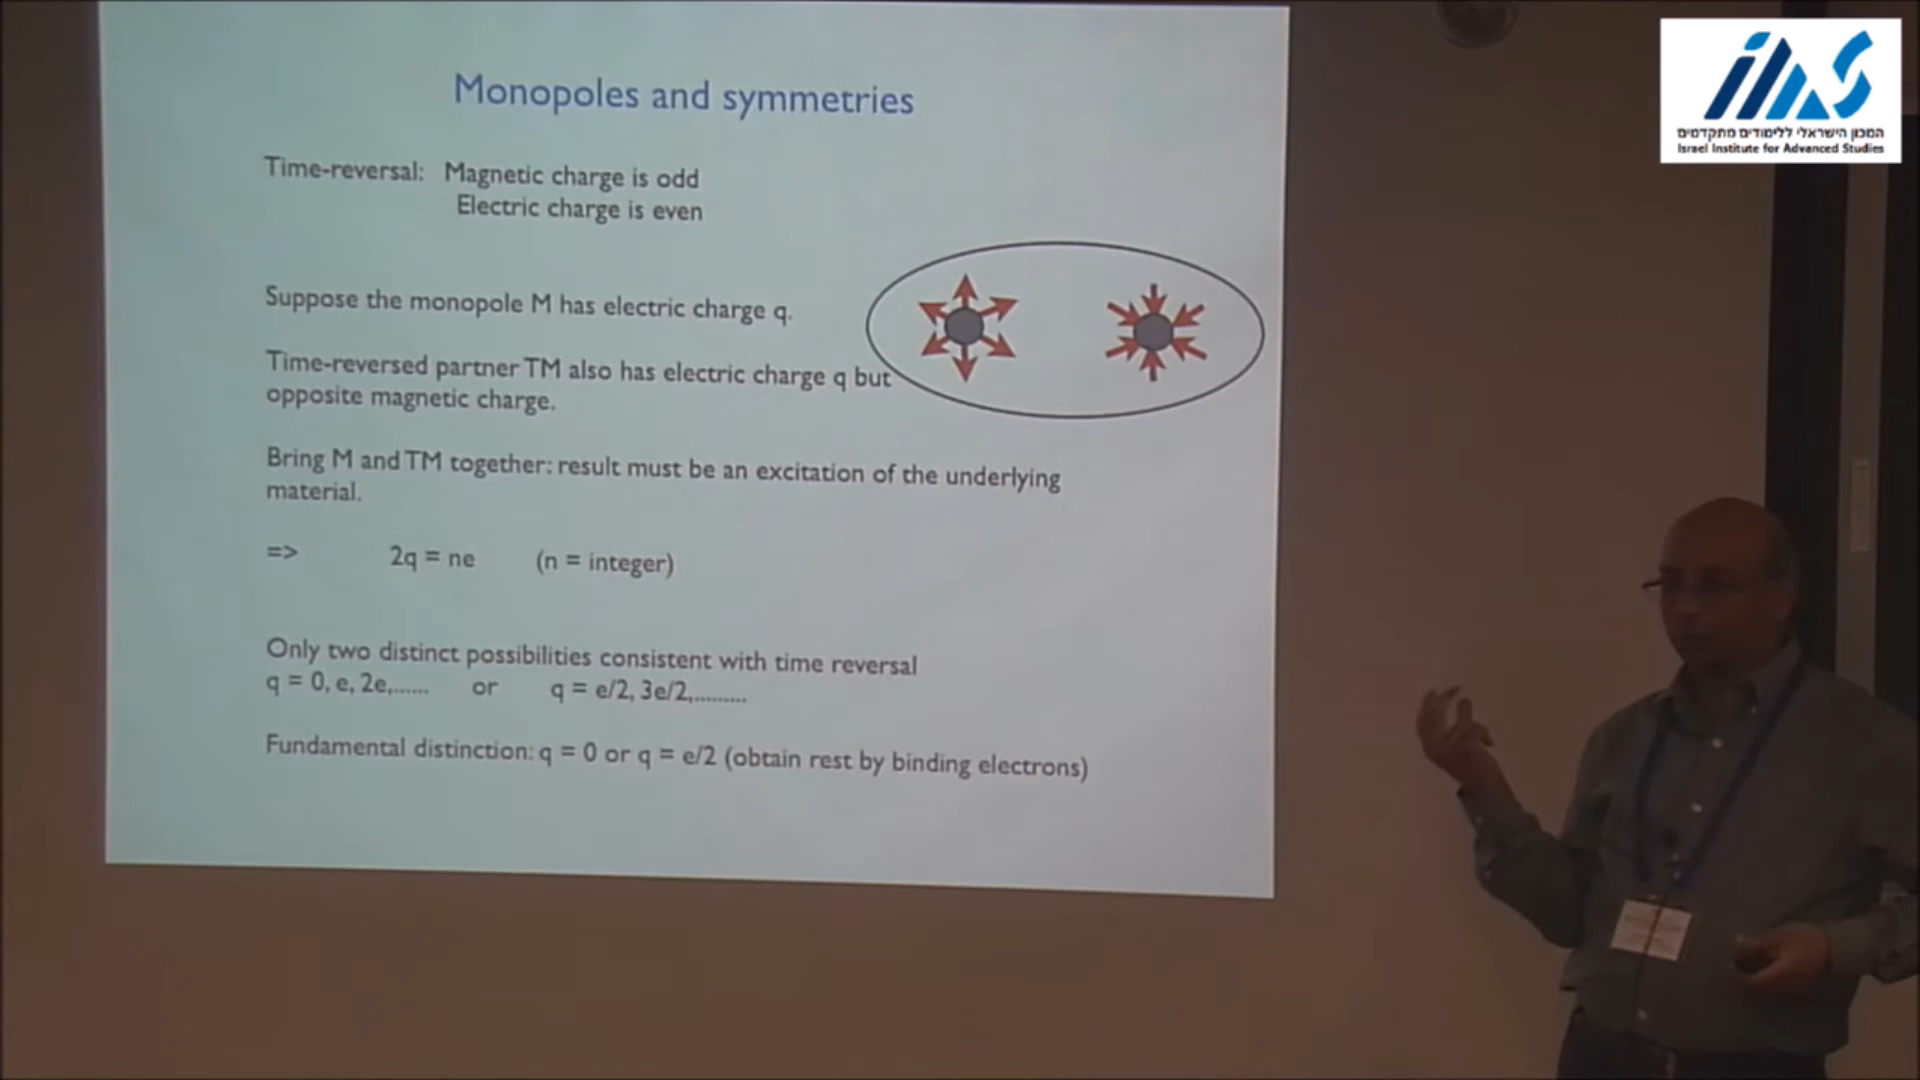 Monopoles and symmetries
Time-reversal: Magnetic charge is odd
Electric charge is even
Suppose the monopole M has electric charge q.
Time-reversed partner TM also has electric charge q but
opposite magnetic charge.
Bring M and TM together: result must be an excitation of the underlying
material.
=> 2q = ne (n = integer)
Only two distinct possibilities consistent with time reversal
q = 0, e, 2e,...... or q = e/2, 3e/2,.........
Fundamental distinction: q = 0 or q = e/2 (obtain rest by binding electrons)
המכון הישראלי ללימודים מתקדמים
Israel Institute for Advanced Studies